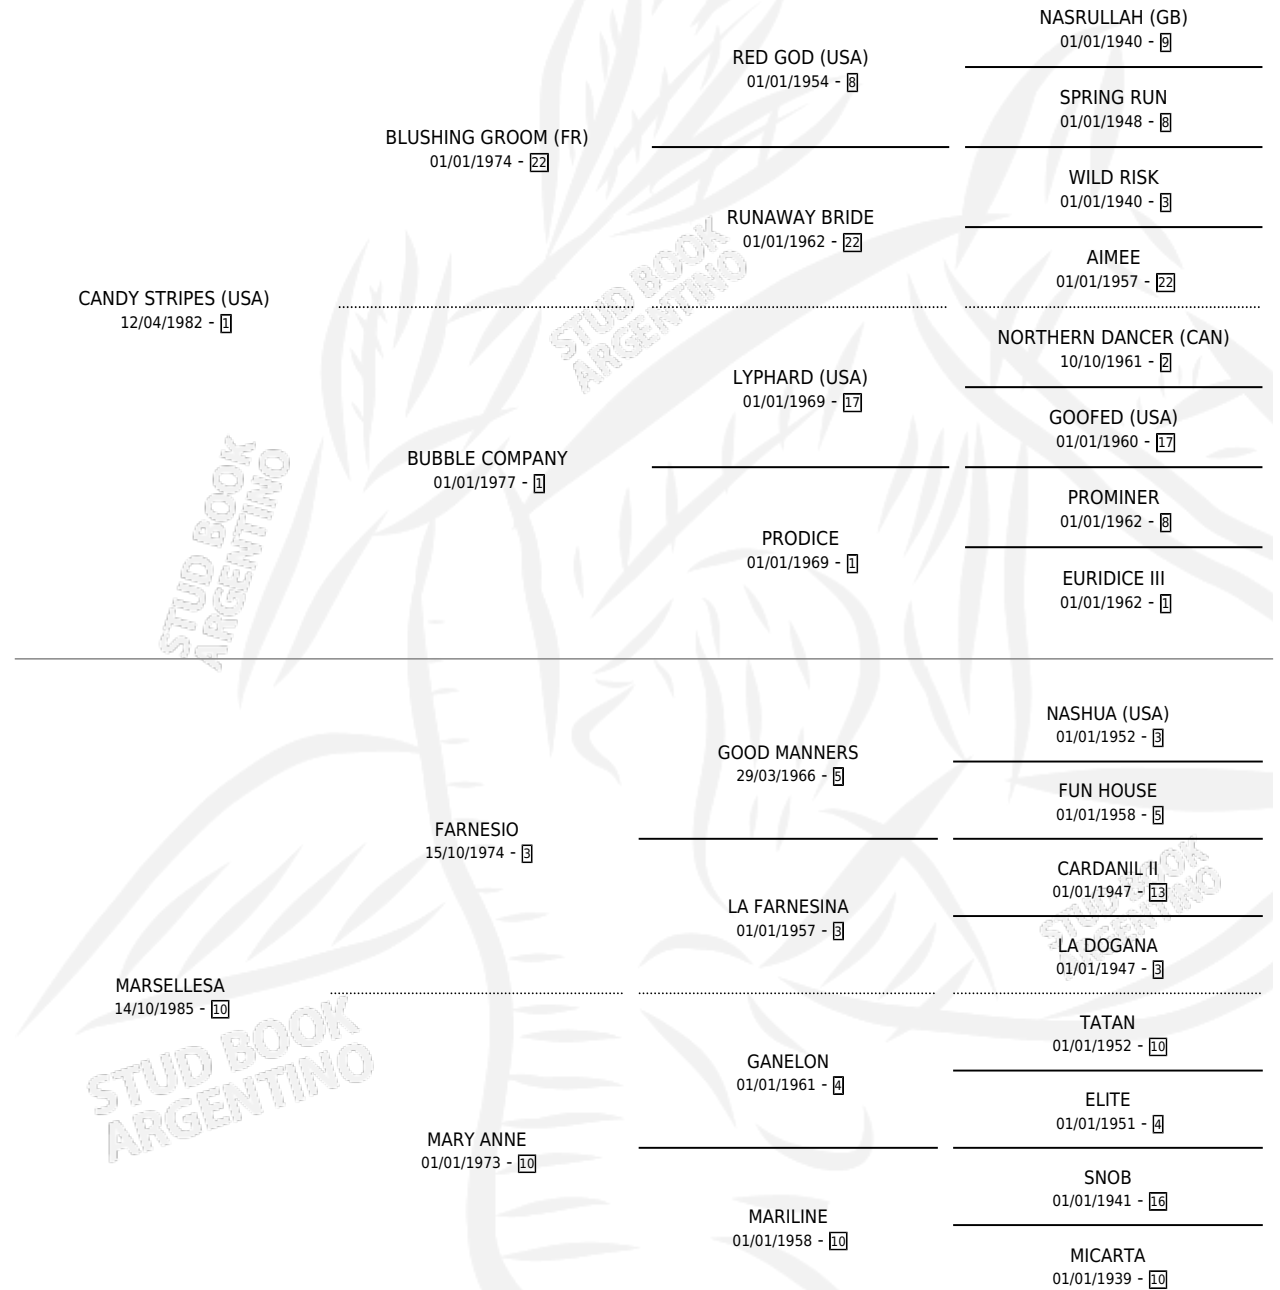 NASRULLAH (GB)
01/01/1940 - 9
RED GOD (USA)
01/01/1954 - 8
SPRING RUN
01/01/1948 - 8
BLUSHING GROOM (FR)
01/01/1974 - 22
WILD RISK
01/01/1940 - 3
RUNAWAY BRIDE
01/01/1962 - 22
AIMEE
01/01/1957 - 22
CANDY STRIPES (USA)
12/04/1982 - 1
STUD BOOK
ARGENTINO
NORTHERN DANCER (CAN)
10/10/1961 - 2
LYPHARD (USA)
01/01/1969 - 17
GOOFED (USA)
01/01/1960 - 17
BUBBLE COMPANY
01/01/1977 - 1
PROMINER
01/01/1962 - 8
PRODICE
01/01/1969 - 1
EURIDICE III
01/01/1962 - 1
STUD BOOK
ARGENTINO
NASHUA (USA)
01/01/1952 - 3
GOOD MANNERS
29/03/1966 - 5
FUN HOUSE
01/01/1958 - 5
FARNESIO
15/10/1974 - 3
CARDANIL II
01/01/1947 - 13
LA FARNESINA
01/01/1957 - 3
LA DOGANA
01/01/1947 - 3
STUD BOOK
ARGENTINO
MARSELLESA
14/10/1985 - 10
TATAN
01/01/1952 - 10
GANELON
01/01/1961 - 4
ELITE
01/01/1951 - 4
STUD BOOK
ARGENTINO
MARY ANNE
01/01/1973 - 10
SNOB
01/01/1941 - 16
MARILINE
01/01/1958 - 10
MICARTA
01/01/1939 - 10